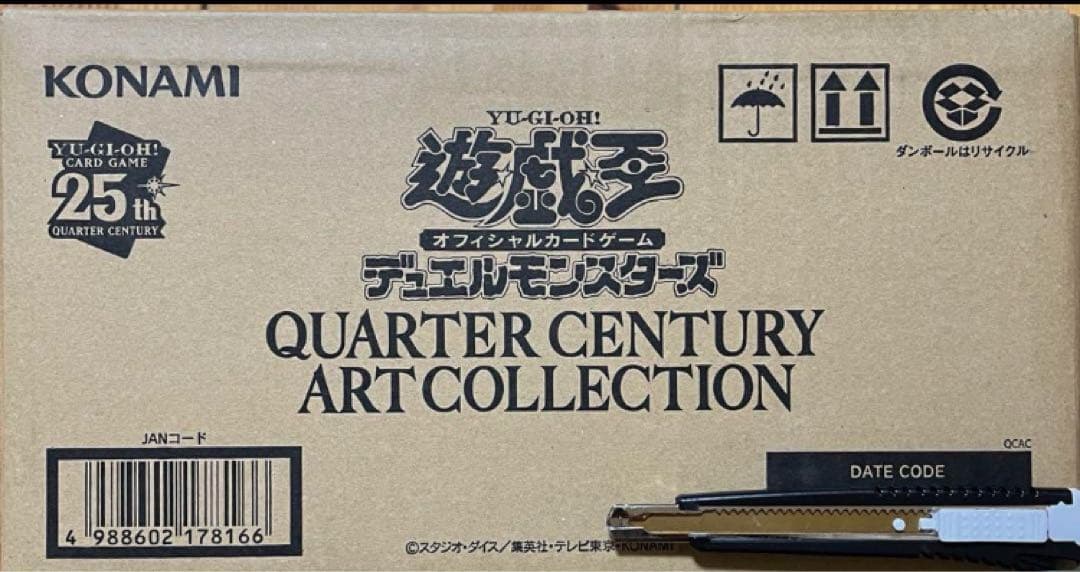 KONAMI
YU-GI-OH!
CARD GAME
25th
QUARTER CENTURY
YU-GI-OH!
遊戯王
オフィシャルカードゲーム
デュエルモンスターズ
QUARTER CENTURY
ART COLLECTION
ダンボールはリサイクル
JANコード
4 988602 178166
QCAC
DATE CODE
©スタジオ・ダイス/集英社・テレビ東京・KONAMI